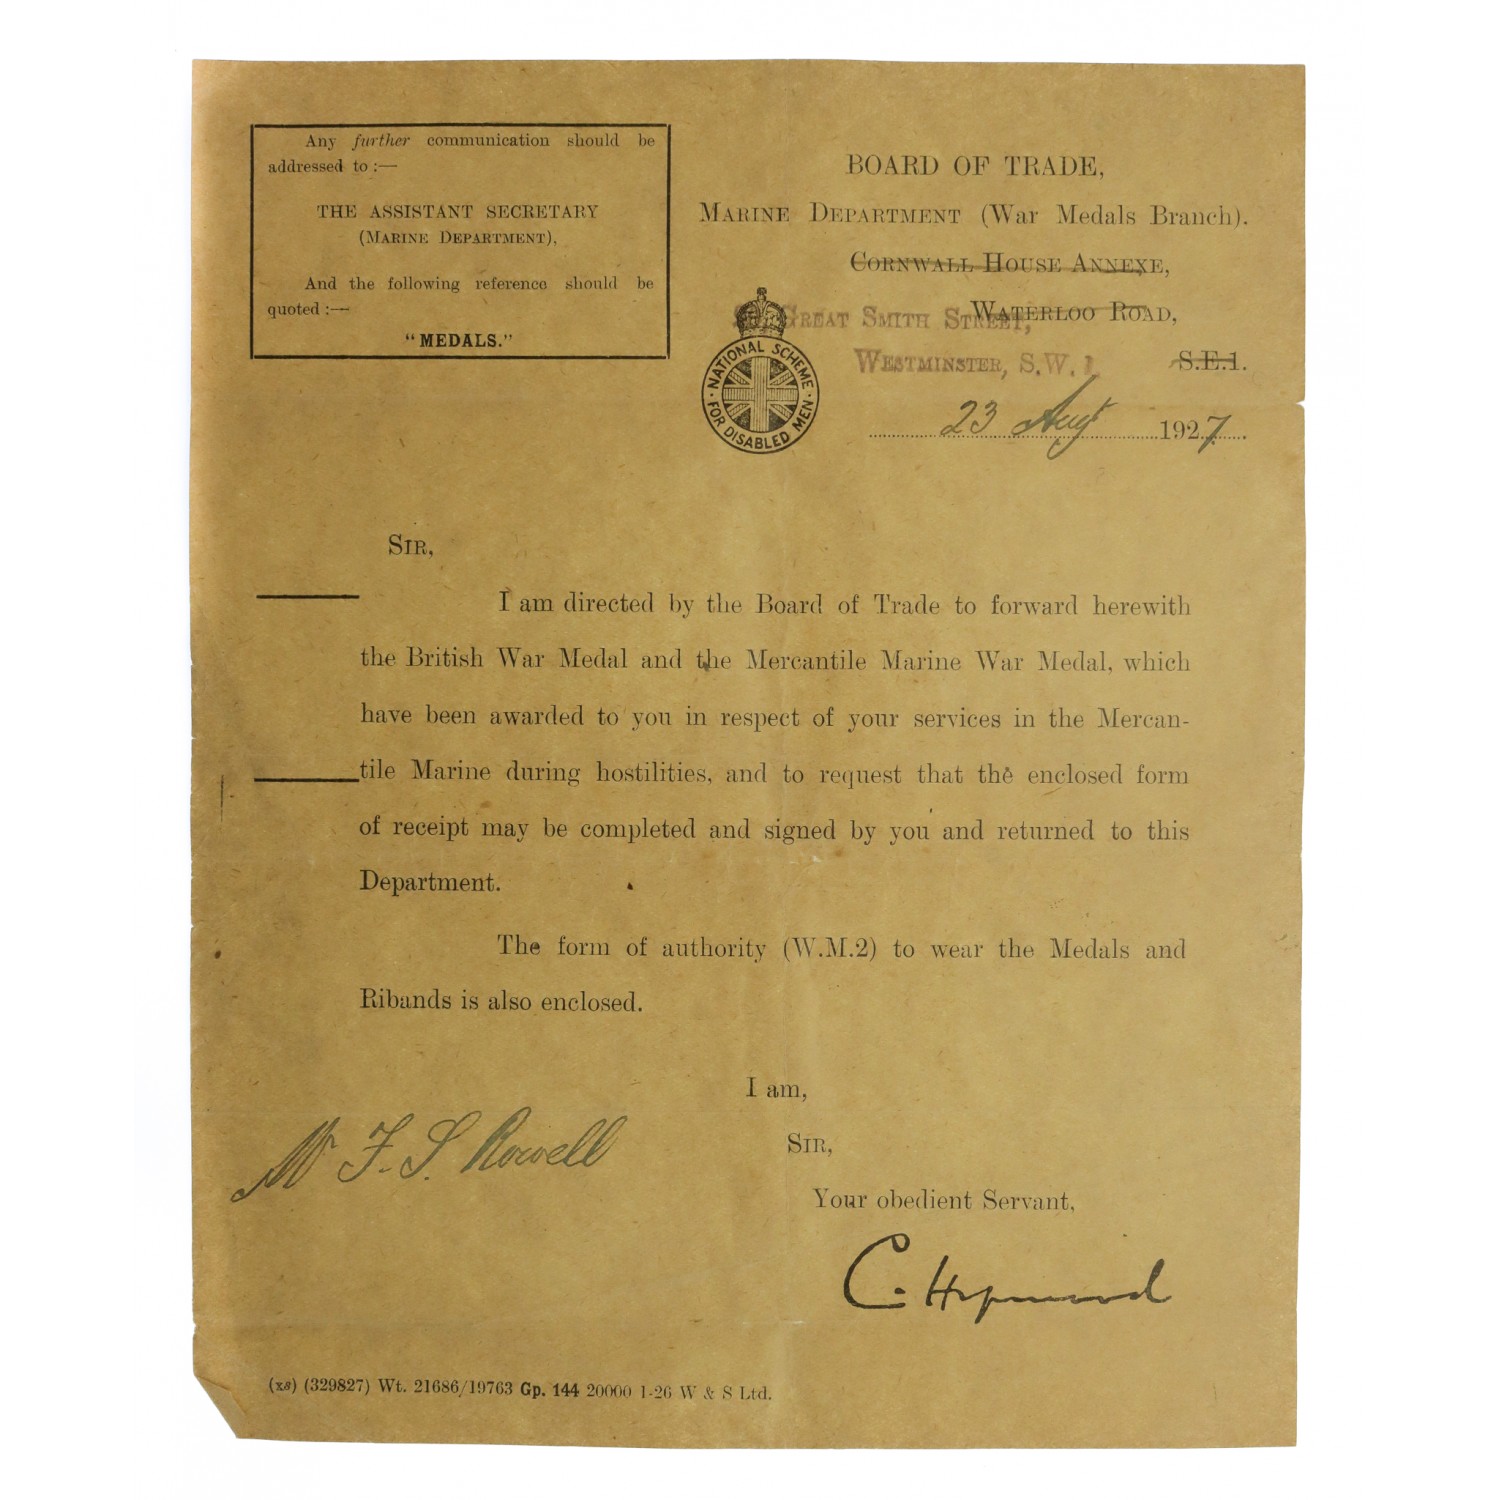 Any further communication should be
addressed to :—
THE ASSISTANT SECRETARY
(MARINE DEPARTMENT),
And the following reference should be
quoted :—
"MEDALS."
BOARD OF TRADE,
MARINE DEPARTMENT (War Medals Branch).
CORNWALL HOUSE ANNEXE,
WATERLOO ROAD,
GREAT SMITH STREET,
WESTMINSTER, S.W. 1
S.E.1.
NATIONAL SCHEME
FOR DISABLED MEN
23 Aug 1927
SIR,
I am directed by the Board of Trade to forward herewith
the British War Medal and the Mercantile Marine War Medal, which
have been awarded to you in respect of your services in the Mercan-
tile Marine during hostilities, and to request that the enclosed form
of receipt may be completed and signed by you and returned to this
Department.
The form of authority (W.M.2) to wear the Medals and
Ribands is also enclosed.
I am,
SIR,
Your obedient Servant,
Mr F. S. Rowell
C.
(x8) (329827) Wt. 21686/19763 Gp. 144 20000 1-26 W & S Ltd.